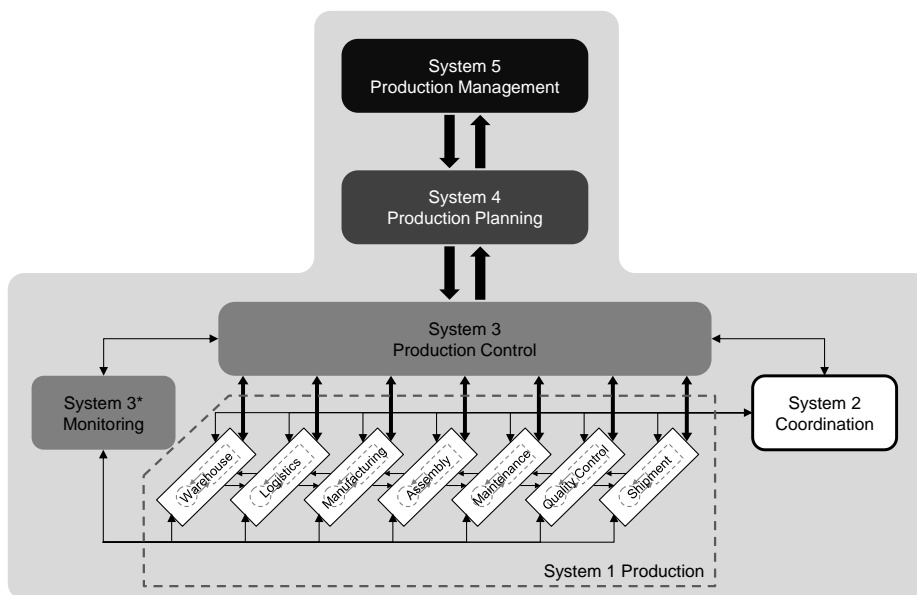 System 5
Production Management
System 4
Production Planning
System 3
Production Control
System 3*
Monitoring
System 2
Coordination
Warehouse
Logistics
Manufacturing
Assembly
Maintenance
Quality Control
Shipment
System 1 Production